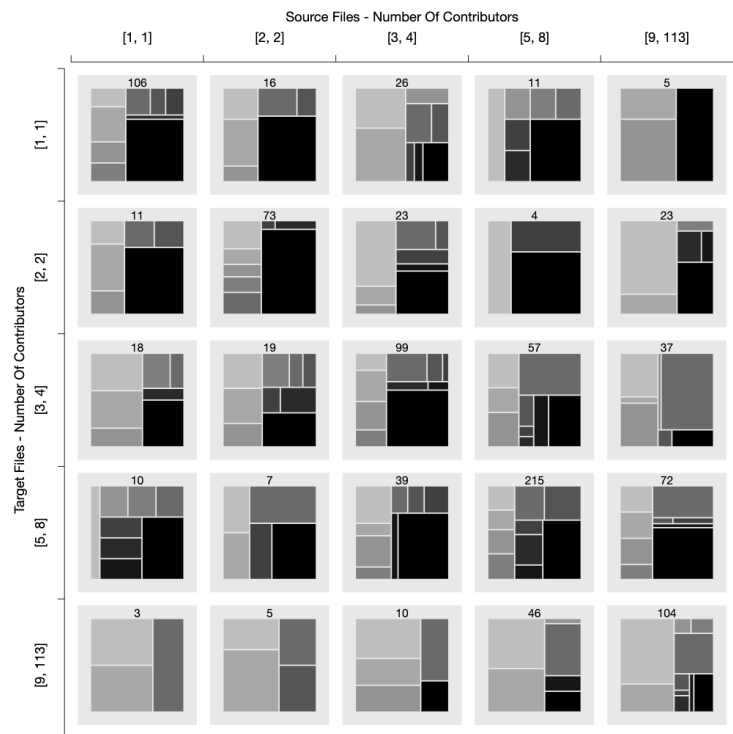 Source Files - Number Of Contributors
[1, 1] [2, 2] [3, 4] [5, 8] [9, 113]
Target Files - Number Of Contributors
[1, 1]
106 16 26 11 5
[2, 2]
11 73 23 4 23
[3, 4]
18 19 99 57 37
[5, 8]
10 7 39 215 72
[9, 113]
3 5 10 46 104